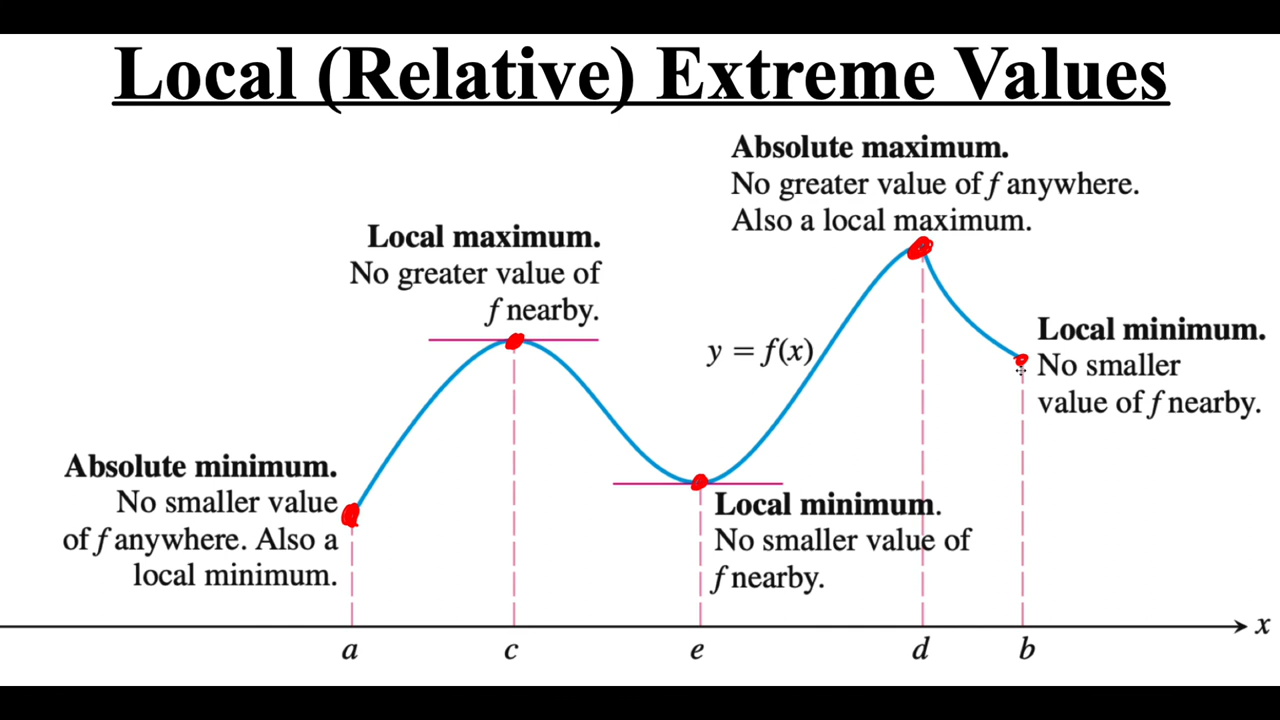 Local (Relative) Extreme Values
Absolute maximum.
No greater value of f anywhere.
Also a local maximum.
Local maximum.
No greater value of
f nearby.
y = f(x)
Local minimum.
No smaller
value of f nearby.
Absolute minimum.
No smaller value
of f anywhere. Also a
local minimum.
Local minimum.
No smaller value of
f nearby.
x
a c e d b